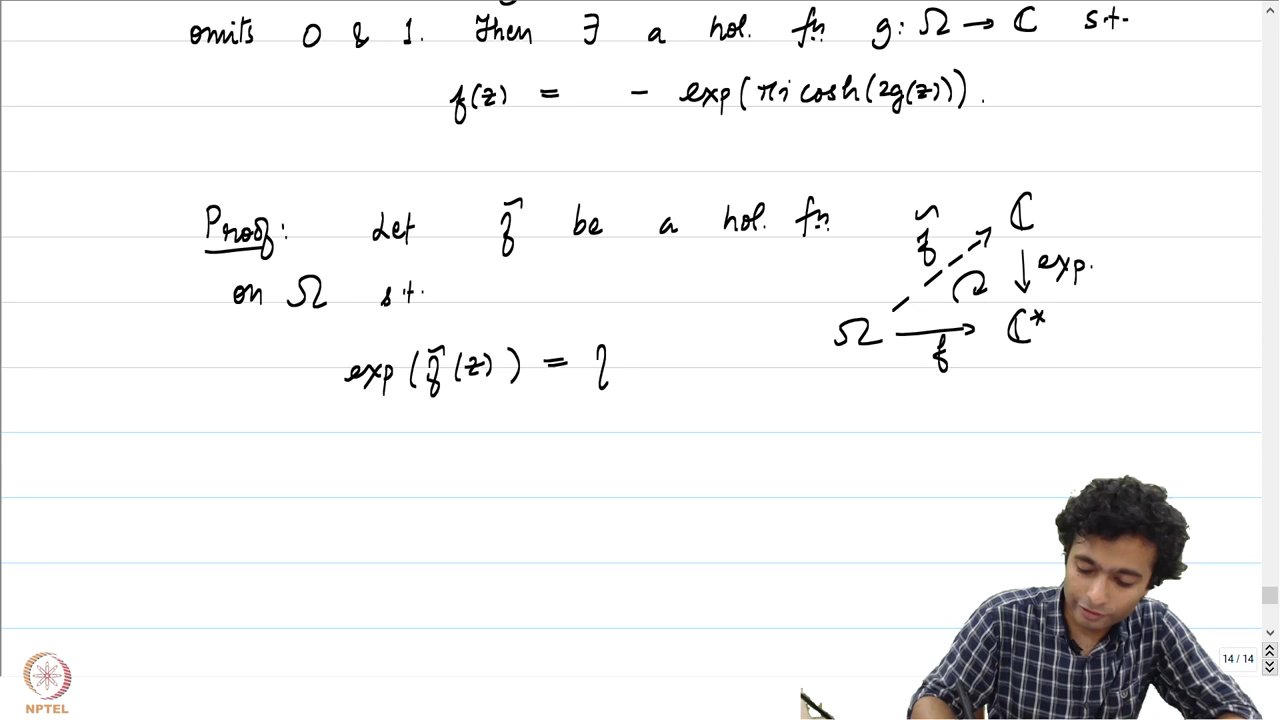 omits 0 & 1. Then ∃ a hol. fn. g: Ω → ℂ s.t.
f(z) = - exp(πi cosh(2g(z))).
Proof: Let f̃ be a hol. fn.
on Ω s.t.
exp(f̃(z)) =
f̃ ℂ
↓ exp.
Ω → ℂ*
f
14 / 14
NPTEL